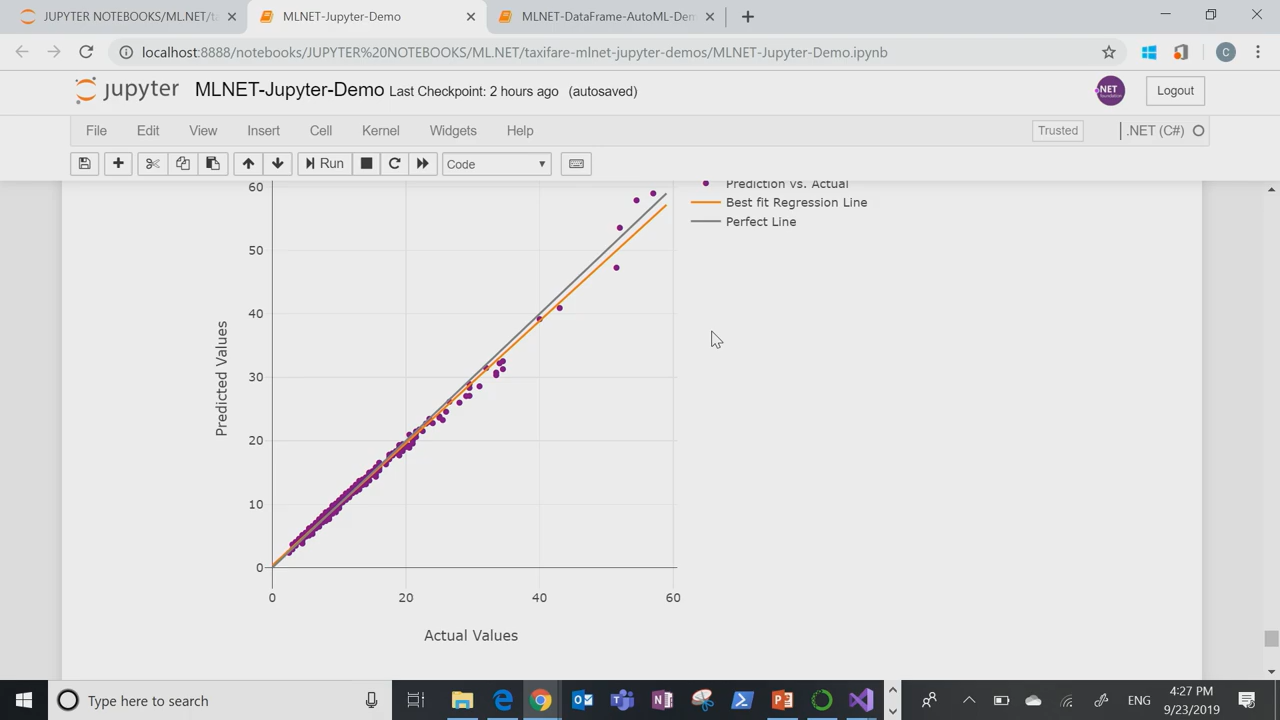 JUPYTER NOTEBOOKS/ML.NET/ta
MLNET-Jupyter-Demo
MLNET-DataFrame-AutoML-Dem
localhost:8888/notebooks/JUPYTER%20NOTEBOOKS/ML.NET/taxifare-mlnet-jupyter-demos/MLNET-Jupyter-Demo.ipynb
C
jupyter MLNET-Jupyter-Demo Last Checkpoint: 2 hours ago (autosaved)
.NET
foundation
Logout
File Edit View Insert Cell Kernel Widgets Help
Trusted
.NET (C#)
Run
Code
Prediction vs. Actual
Best fit Regression Line
Perfect Line
60
50
40
30
20
10
0
Predicted Values
0 20 40 60
Actual Values
Type here to search
ENG
4:27 PM
9/23/2019